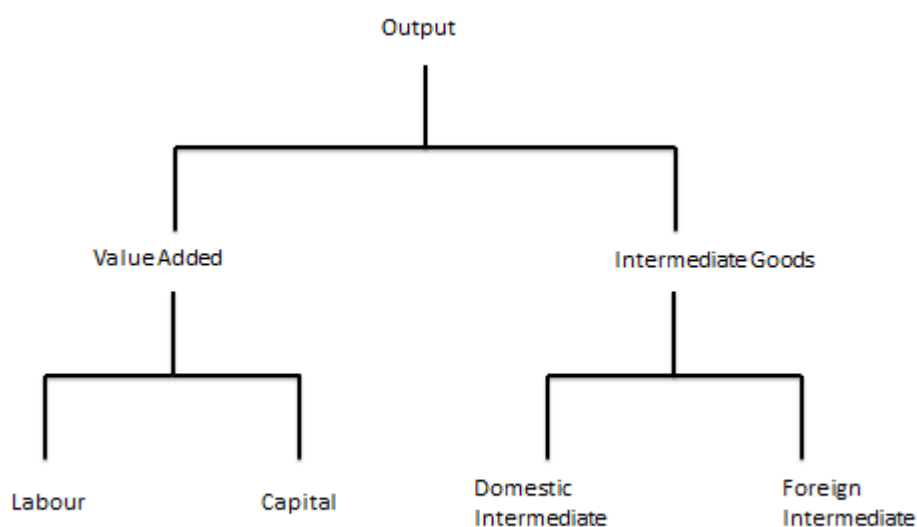 Output
Value Added
Intermediate Goods
Labour
Capital
Domestic
Intermediate
Foreign
Intermediate